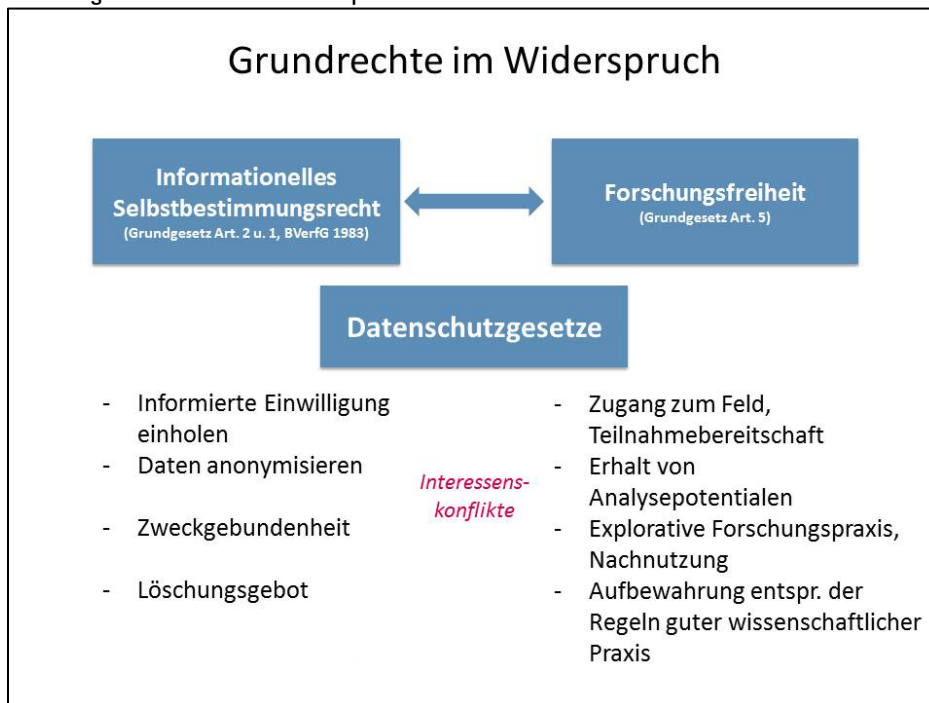 Grundrechte im Widerspruch
Informationelles
Selbstbestimmungsrecht
(Grundgesetz Art. 2 u. 1, BVerfG 1983)
Forschungsfreiheit
(Grundgesetz Art. 5)
Datenschutzgesetze
- Informierte Einwilligung
einholen
- Daten anonymisieren
- Zweckgebundenheit
- Löschungsgebot
Interessens-
konflikte
- Zugang zum Feld,
Teilnahmebereitschaft
- Erhalt von
Analysepotentialen
- Explorative Forschungspraxis,
Nachnutzung
- Aufbewahrung entspr. der
Regeln guter wissenschaftlicher
Praxis